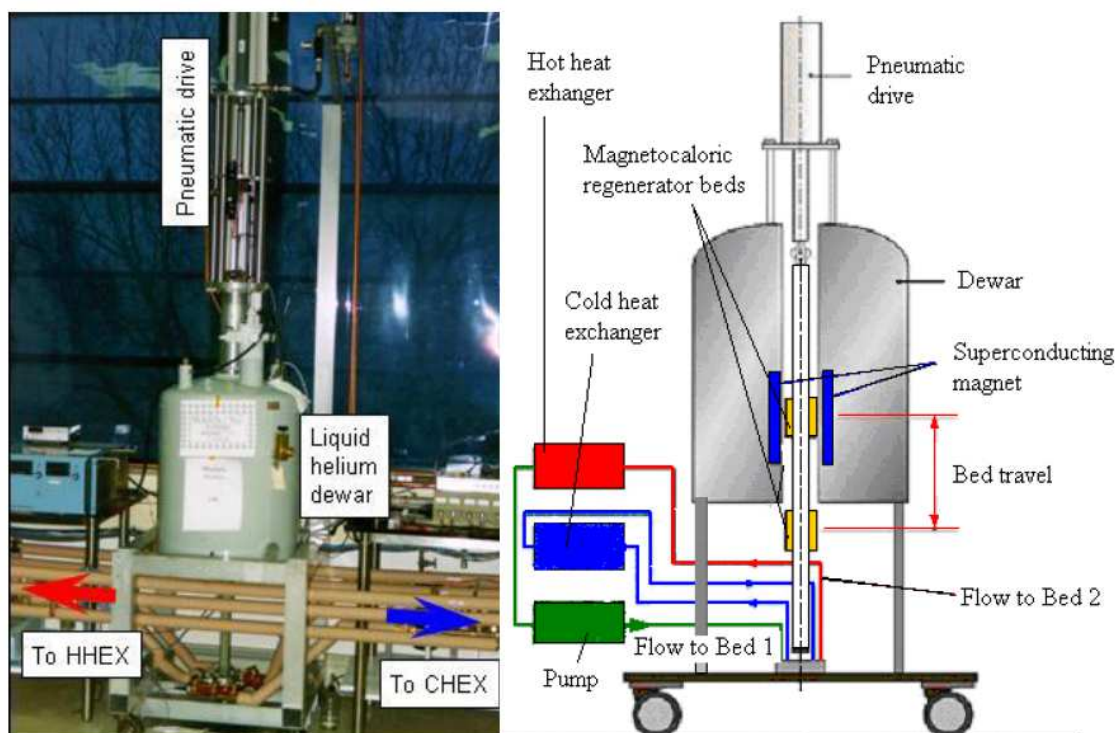 Pneumatic drive
Liquid
helium
dewar
To HHEX
To CHEX
Hot heat
exhanger
Pneumatic
drive
Magnetocaloric
regenerator beds
Cold heat
exchanger
Dewar
Superconducting
magnet
Bed travel
Flow to Bed 2
Flow to Bed 1
Pump